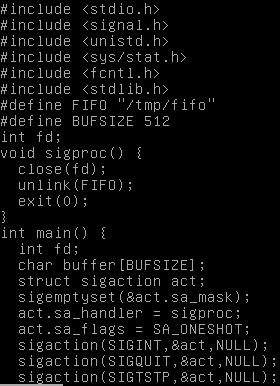 #include <stdio.h>
#include <signal.h>
#include <unistd.h>
#include <sys/stat.h>
#include <fcntl.h>
#include <stdlib.h>
#define FIFO "/tmp/fifo"
#define BUFSIZE 512
int fd;
void sigproc() {
   close(fd);
   unlink(FIFO);
   exit(0);
}
int main() {
   int fd;
   char buffer[BUFSIZE];
   struct sigaction act;
   sigemptyset(&act.sa_mask);
   act.sa_handler = sigproc;
   act.sa_flags = SA_ONESHOT;
   sigaction(SIGINT,&act,NULL);
   sigaction(SIGQUIT,&act,NULL);
   sigaction(SIGTSTP,&act,NULL);